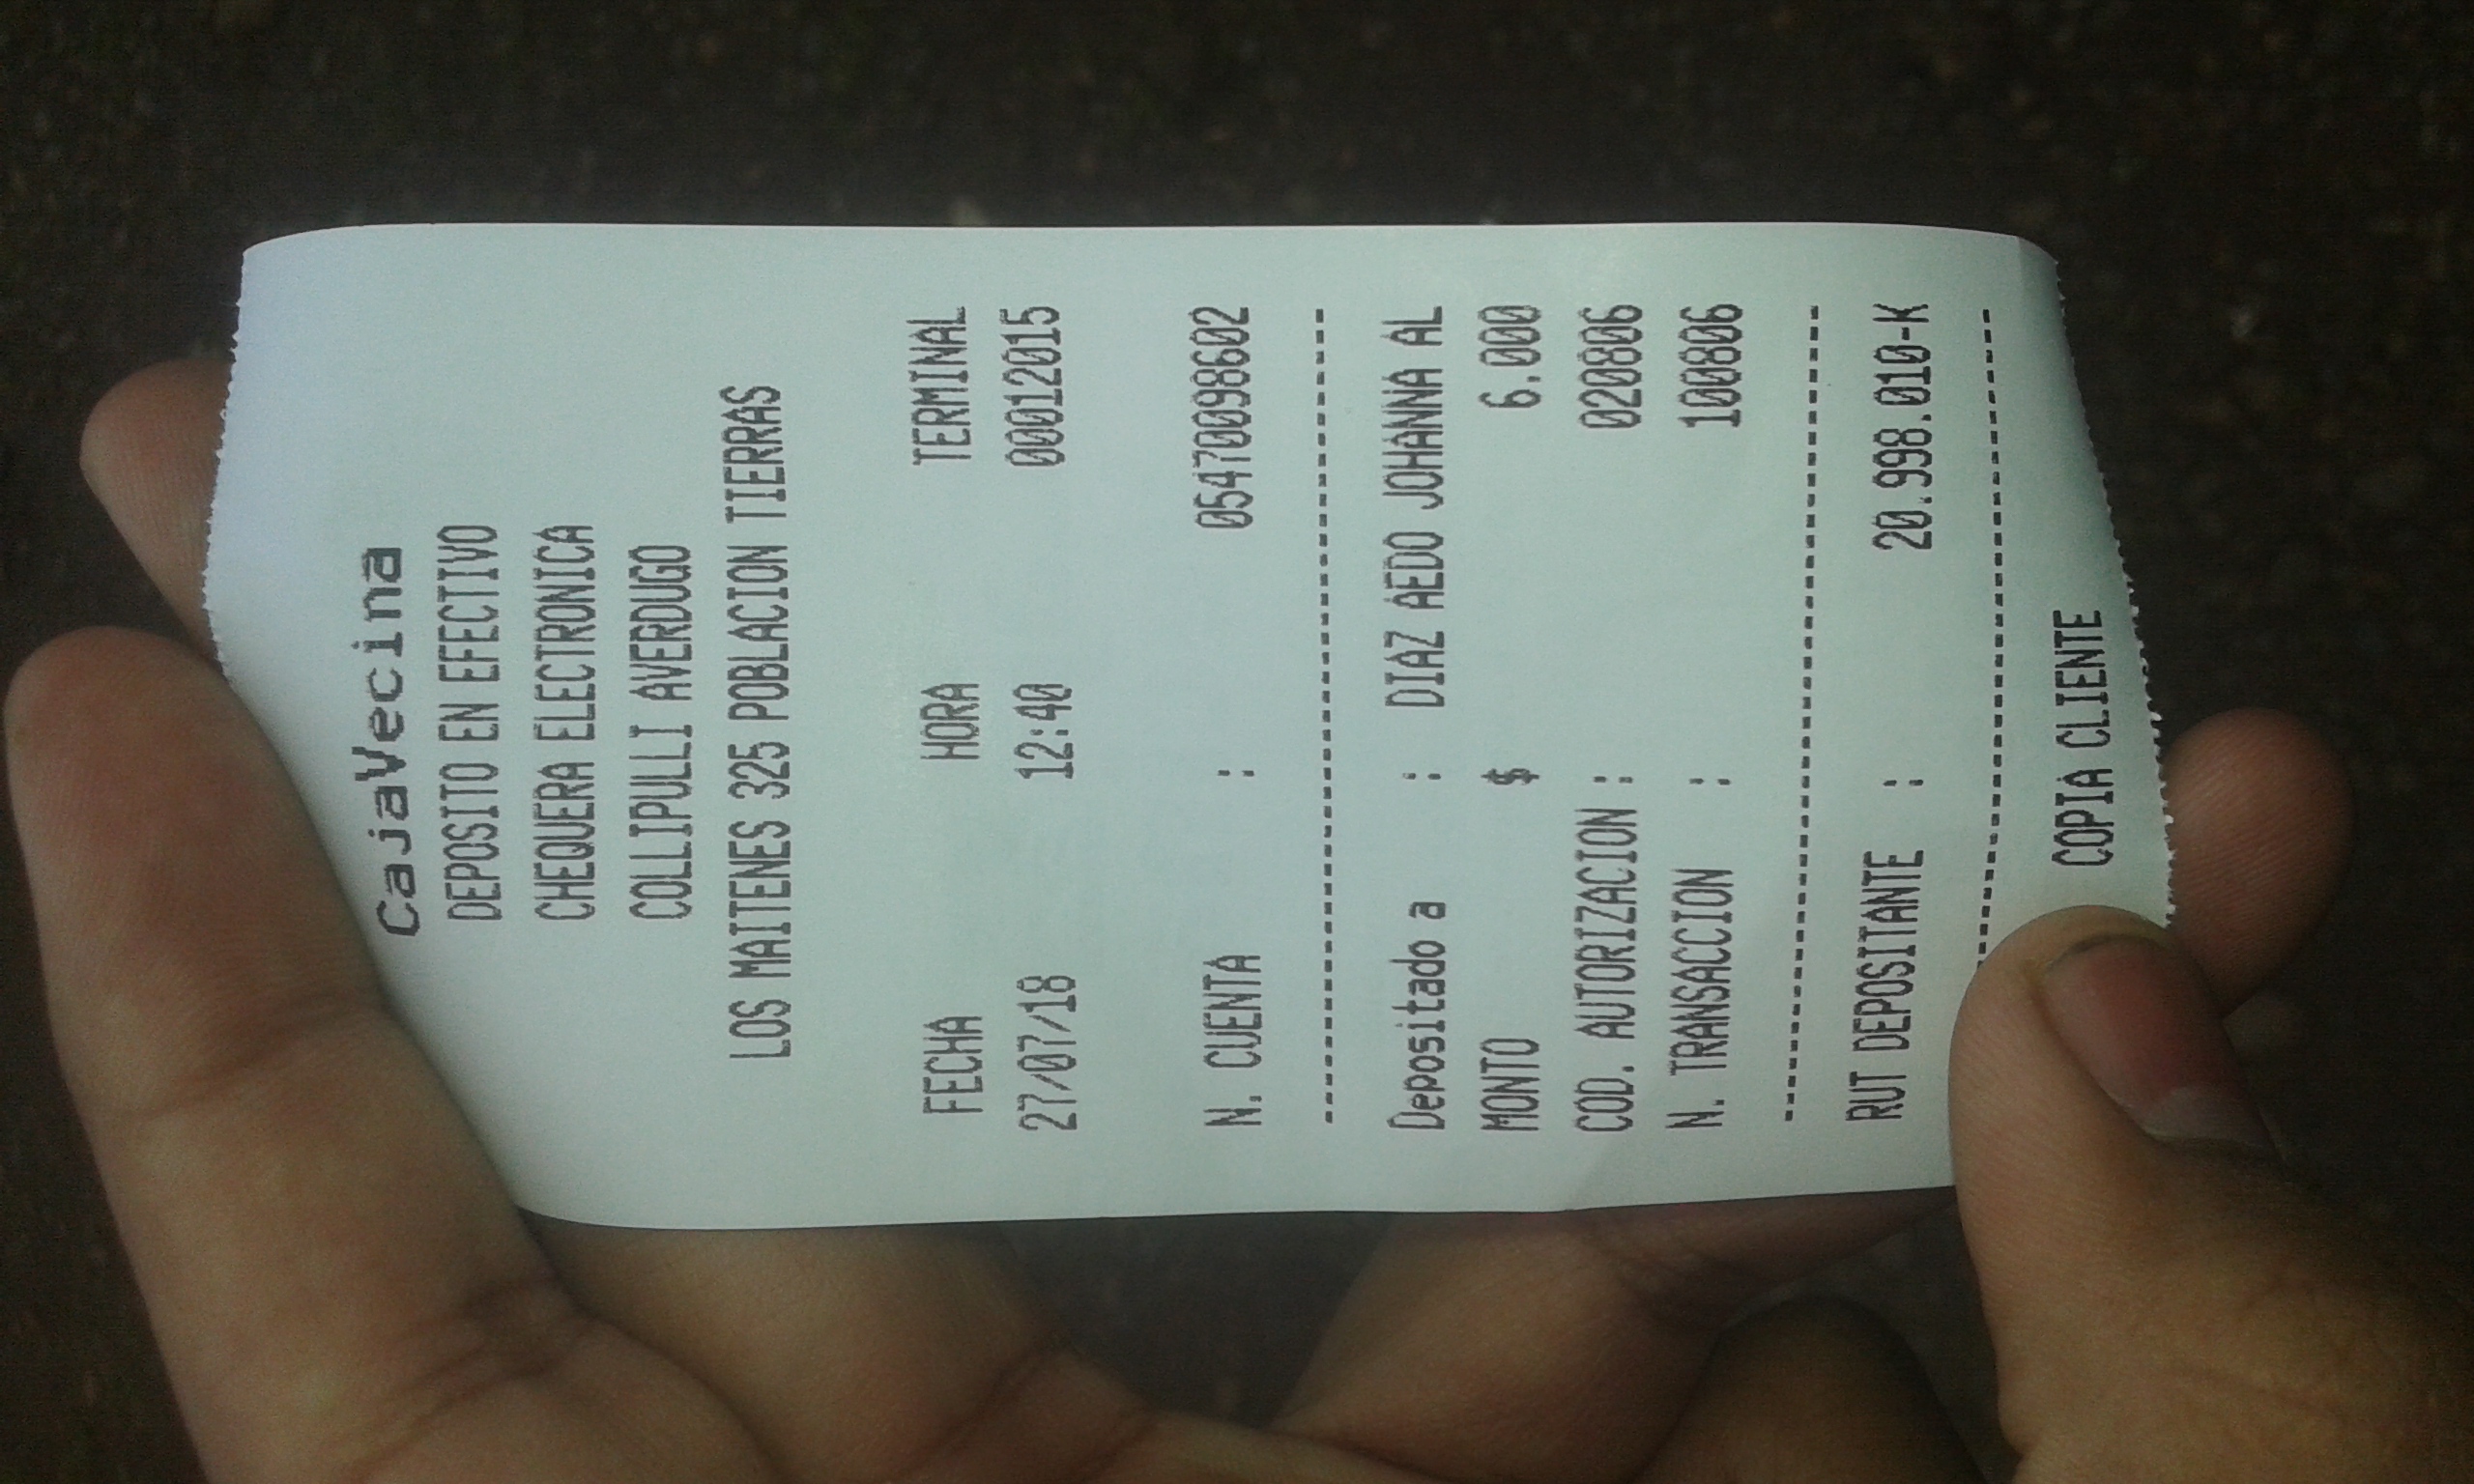 CajaVecina
DEPOSITO EN EFECTIVO
CHEQUERA ELECTRONICA
COLLIPULLI AVERDUGO
LOS MAITENES 325 POBLACION TIERRAS
FECHA HORA TERMINAL
27/07/18 12:40 00012015
N. CUENTA : 05470098602
Depositado a : DIAZ AEDO JOHANNA AL
MONTO $ 6.000
COD. AUTORIZACION : 020806
N. TRANSACCION : 100806
RUT DEPOSITANTE : 20.998.010-K
COPIA CLIENTE